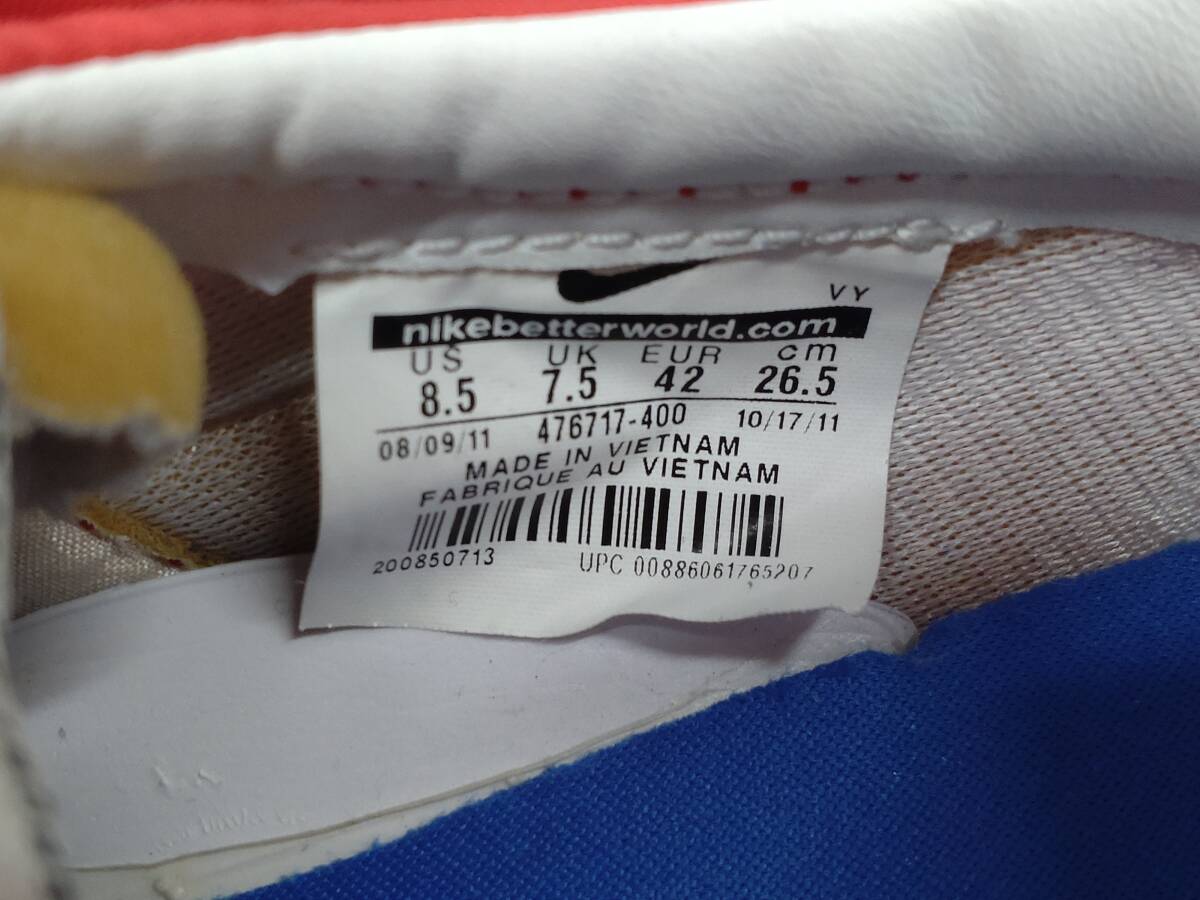 VY
nikebetterworld.com
US UK EUR cm
8.5 7.5 42 26.5
08/09/11 476717-400 10/17/11
MADE IN VIETNAM
FABRIQUE AU VIETNAM
200850713 UPC 00886061765207